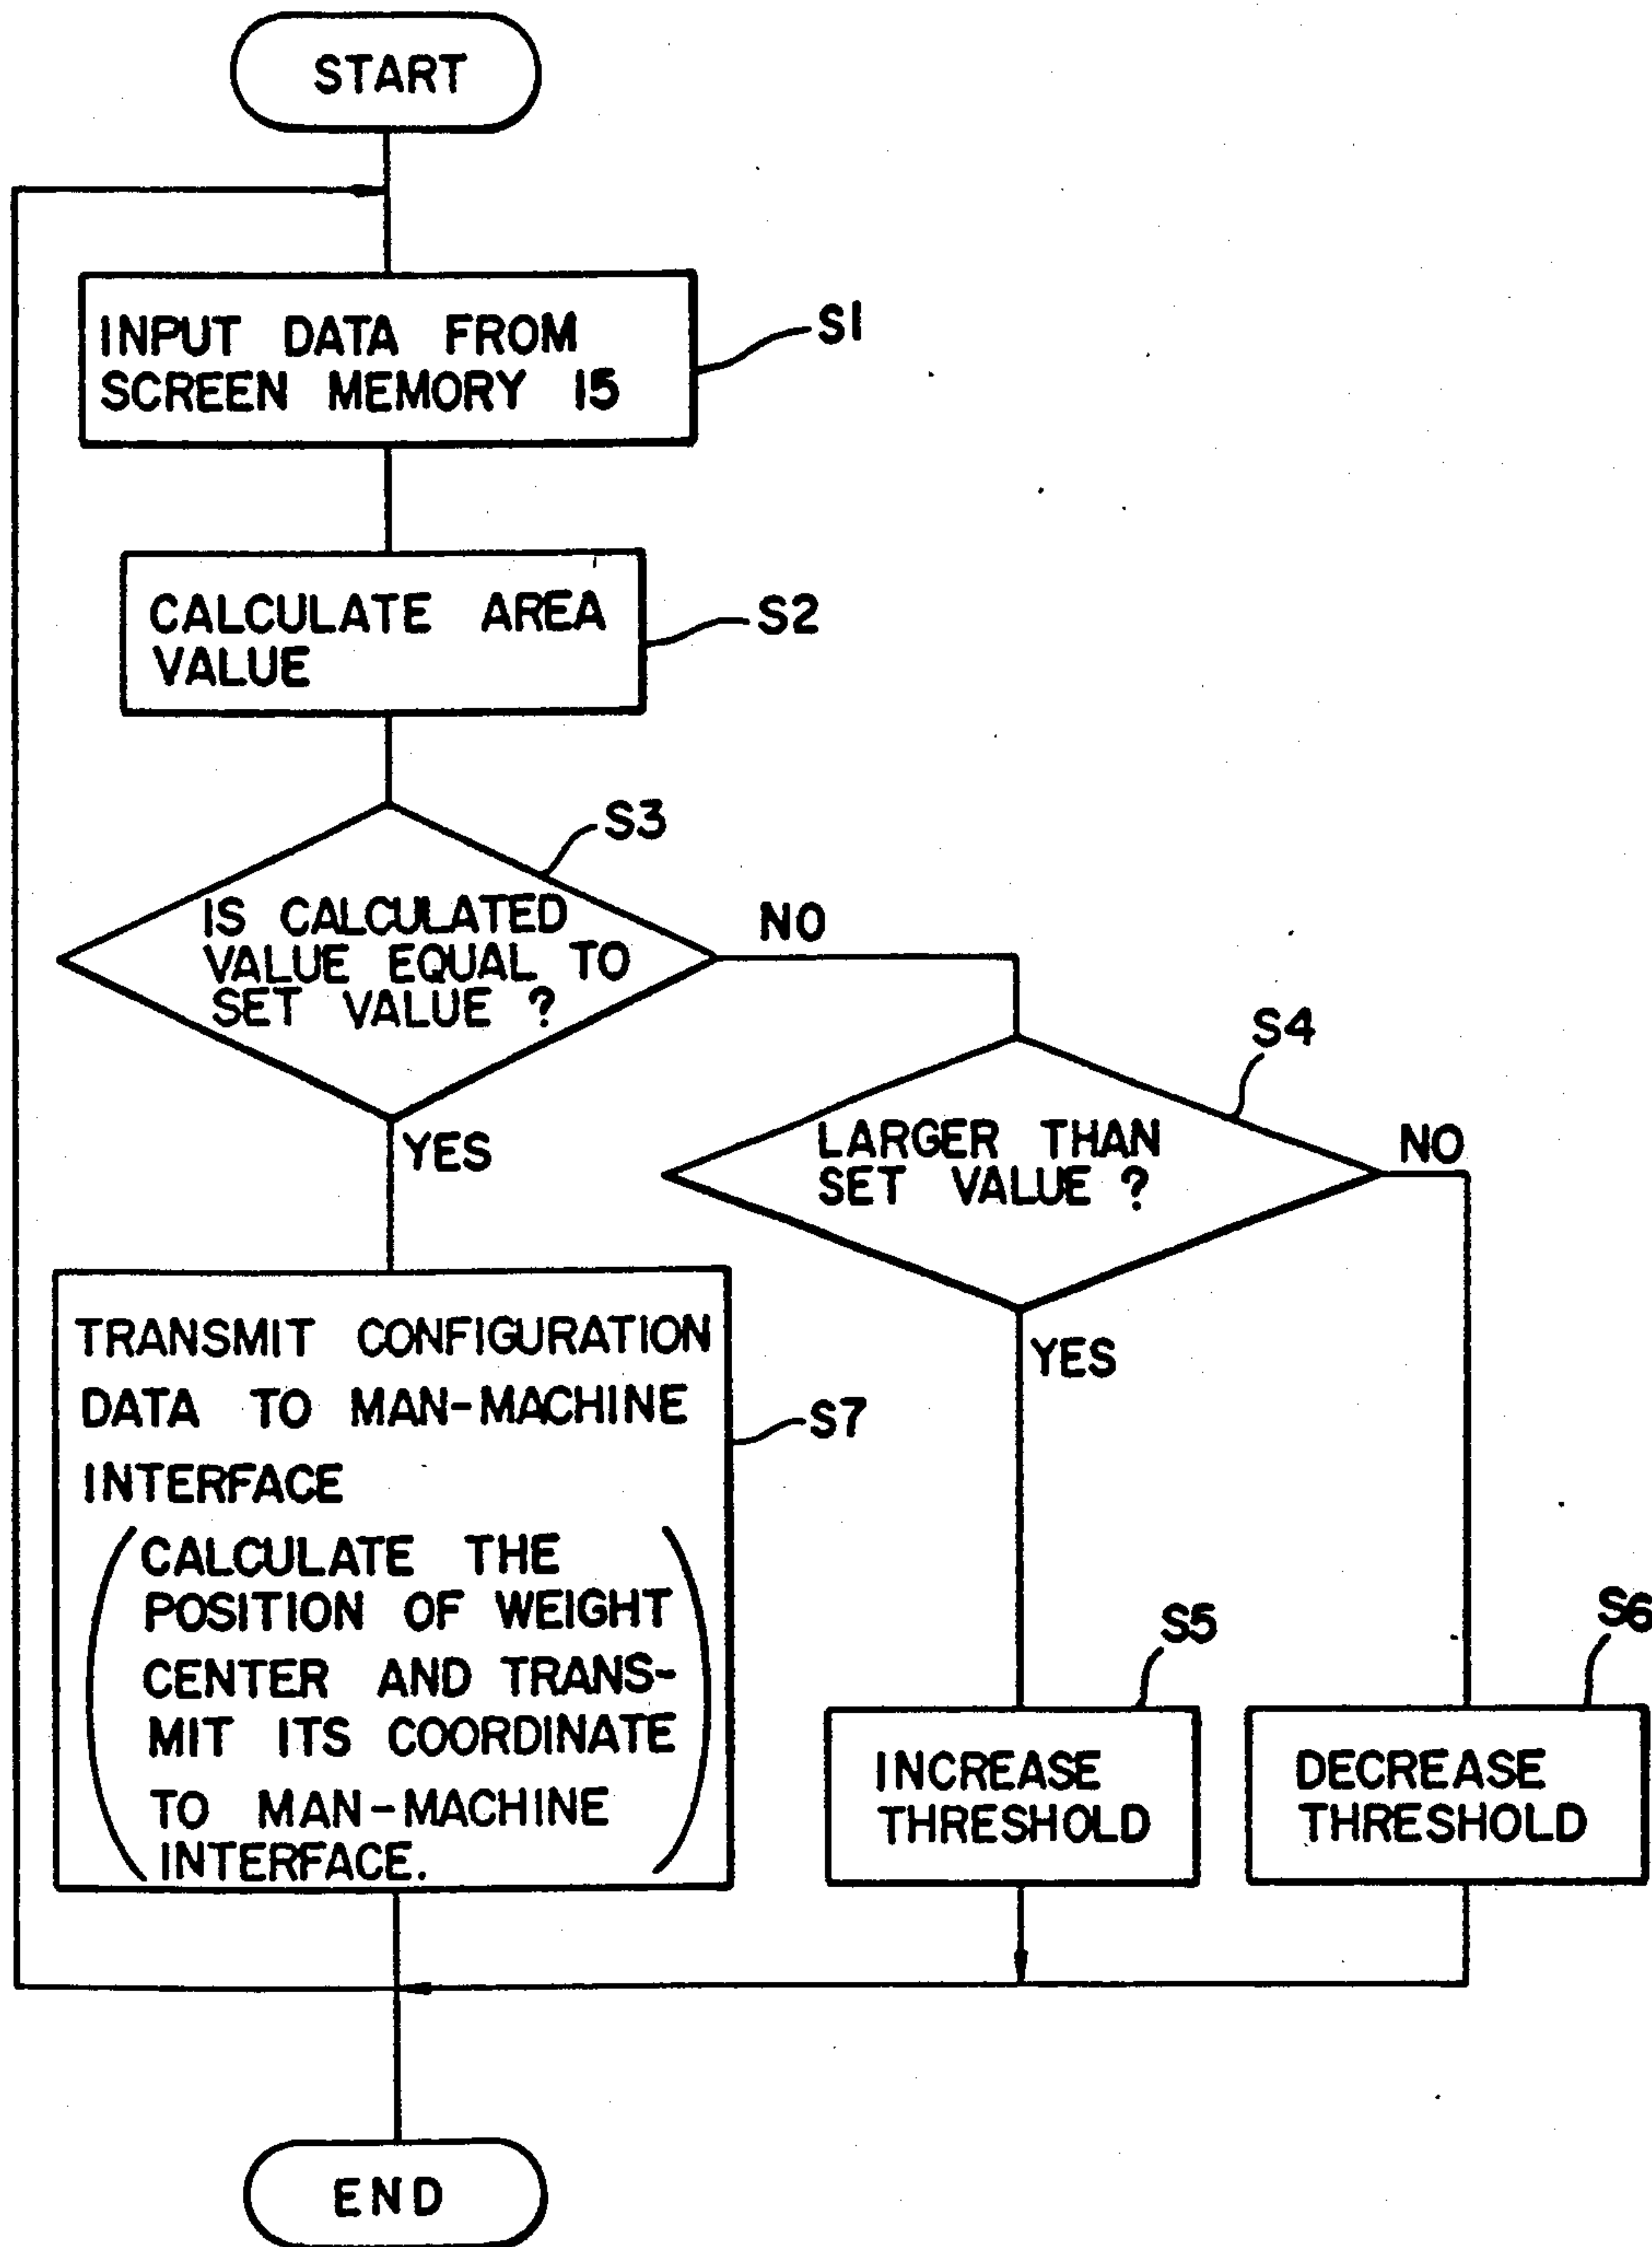 START
INPUT DATA FROM
SCREEN MEMORY 15
S1
CALCULATE AREA
VALUE
S2
S3
IS CALCULATED
VALUE EQUAL TO
SET VALUE ?
NO
YES
S4
LARGER THAN
SET VALUE ?
NO
YES
TRANSMIT CONFIGURATION
DATA TO MAN-MACHINE
INTERFACE
(CALCULATE THE
POSITION OF WEIGHT
CENTER AND TRANS-
MIT ITS COORDINATE
TO MAN-MACHINE
INTERFACE.)
S7
S5
INCREASE
THRESHOLD
S6
DECREASE
THRESHOLD
END